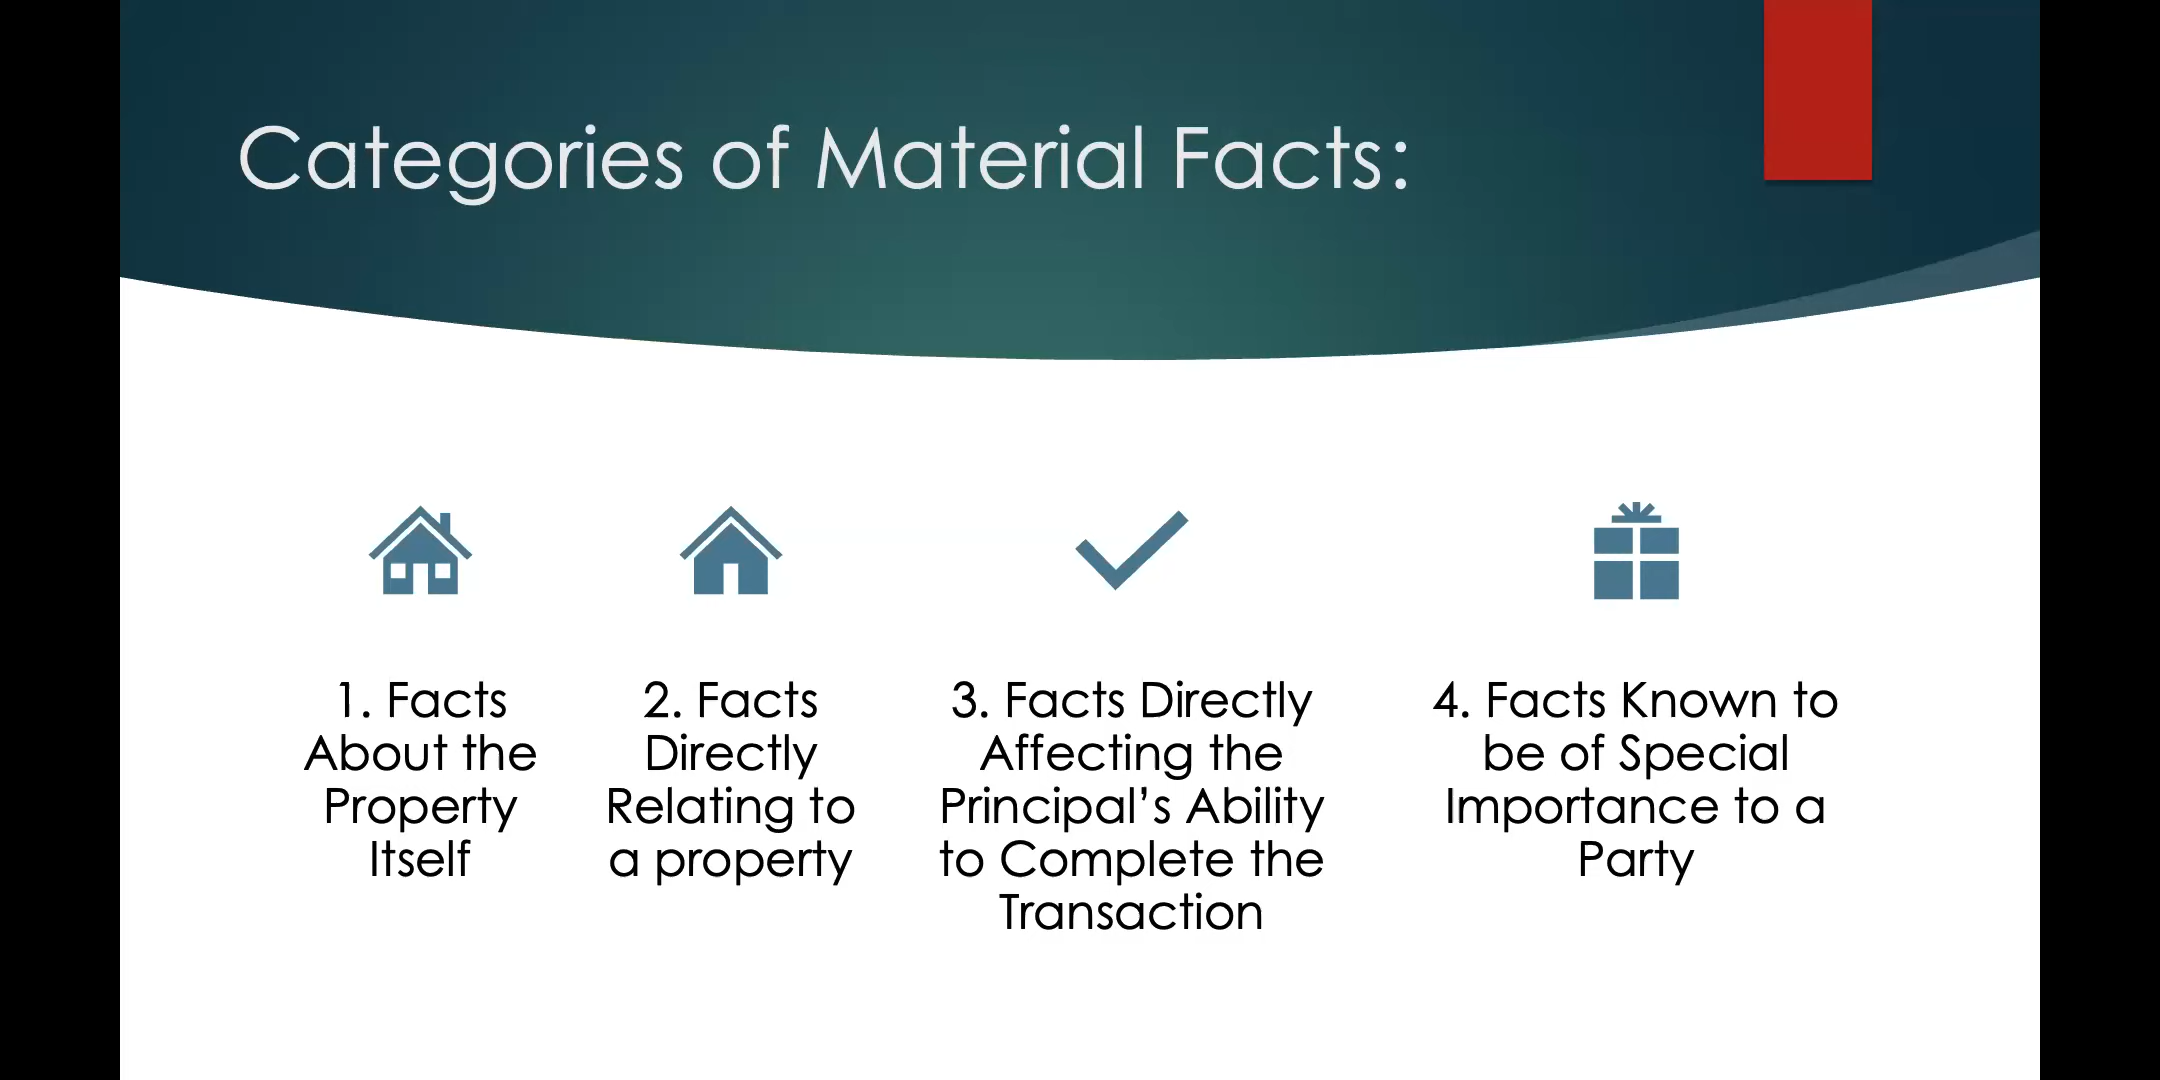 Categories of Material Facts:
1. Facts
About the
Property
Itself
2. Facts
Directly
Relating to
a property
3. Facts Directly
Affecting the
Principal’s Ability
to Complete the
Transaction
4. Facts Known to
be of Special
Importance to a
Party